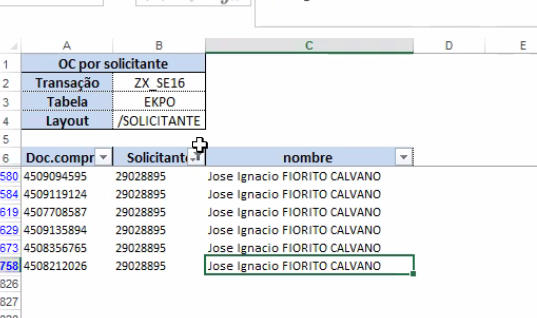 A B C D E
1 OC por solicitante
2 Transação ZX_SE16
3 Tabela EKPO
4 Layout /SOLICITANTE
5
6 Doc.compr Solicitant nombre
580 4509094595 29028895 Jose Ignacio FIORITO CALVANO
584 4509119124 29028895 Jose Ignacio FIORITO CALVANO
619 4507708587 29028895 Jose Ignacio FIORITO CALVANO
629 4509135894 29028895 Jose Ignacio FIORITO CALVANO
673 4508356765 29028895 Jose Ignacio FIORITO CALVANO
758 4508212026 29028895 Jose Ignacio FIORITO CALVANO
826
827